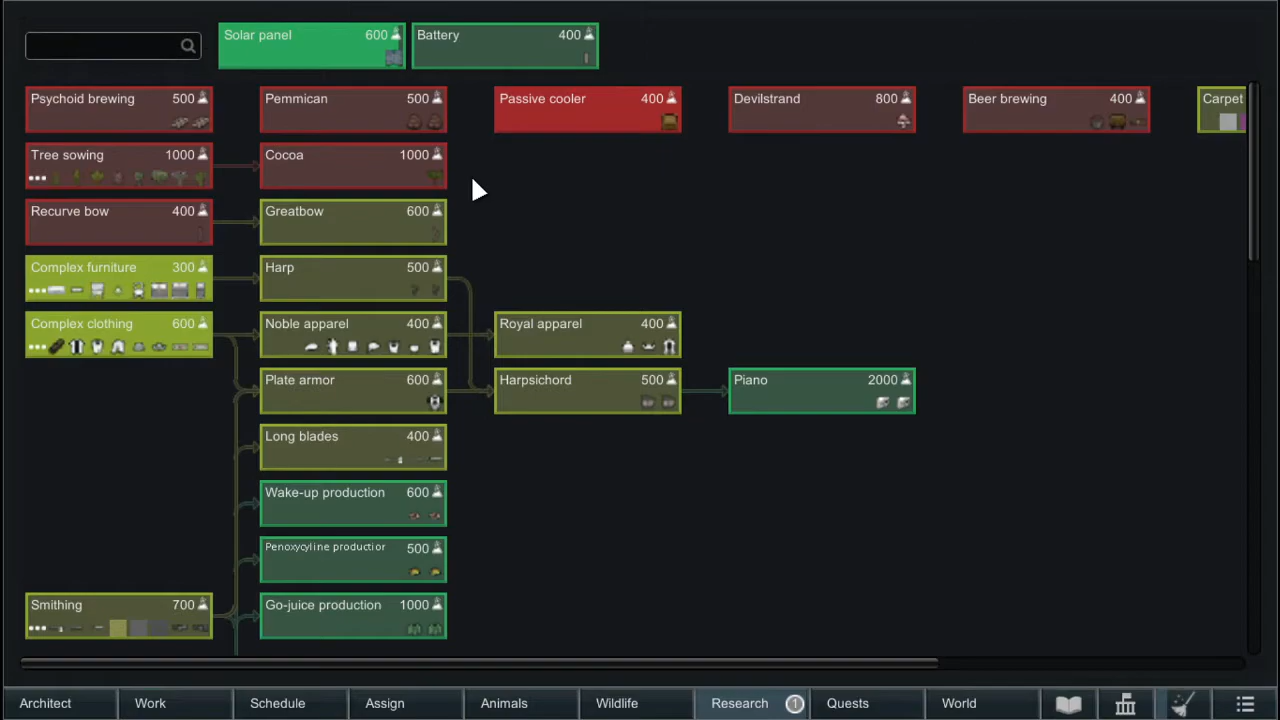 Solar panel 600 Battery 400
Psychoid brewing 500 Pemmican 500 Passive cooler 400 Devilstrand 800 Beer brewing 400 Carpet
Tree sowing 1000 Cocoa 1000
Recurve bow 400 Greatbow 600
Complex furniture 300 Harp 500
Complex clothing 600 Noble apparel 400 Royal apparel 400
Plate armor 600 Harpsichord 500 Piano 2000
Long blades 400
Wake-up production 600
Penoxycyline production 500
Smithing 700 Go-juice production 1000
Architect Work Schedule Assign Animals Wildlife Research 1 Quests World